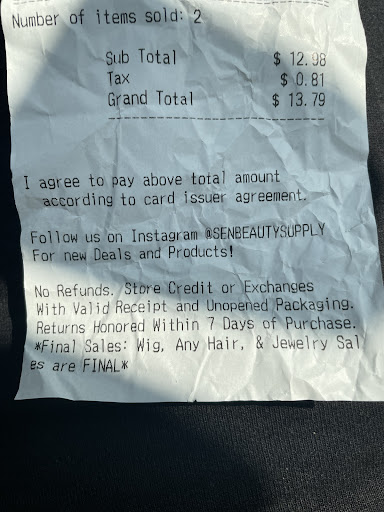 Number of items sold: 2
Sub Total $ 12.98
Tax $ 0.81
Grand Total $ 13.79
--------------------------------
I agree to pay above total amount
according to card issuer agreement.
Follow us on Instagram @SENBEAUTYSUPPLY
For new Deals and Products!
No Refunds. Store Credit or Exchanges
With Valid Receipt and Unopened Packaging.
Returns Honored Within 7 Days of Purchase.
*Final Sales: Wig, Any Hair, & Jewelry Sal
es are FINAL*